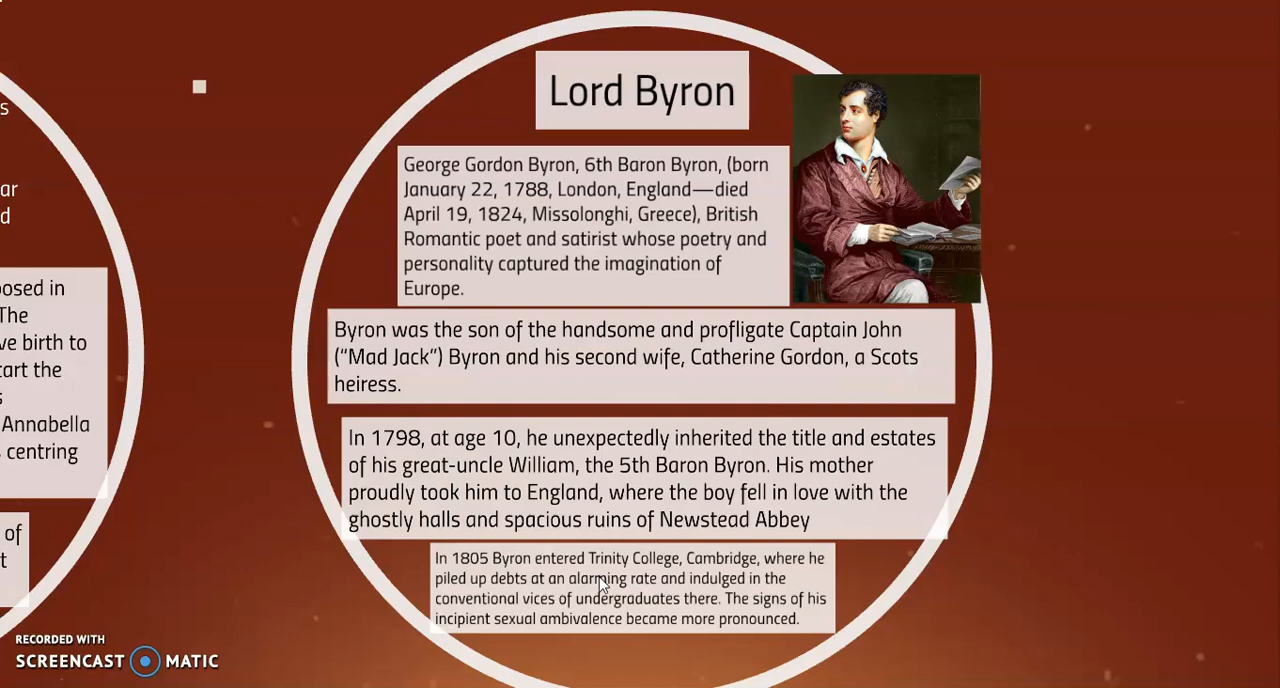 Lord Byron
George Gordon Byron, 6th Baron Byron, (born
January 22, 1788, London, England—died
April 19, 1824, Missolonghi, Greece), British
Romantic poet and satirist whose poetry and
personality captured the imagination of
Europe.
Byron was the son of the handsome and profligate Captain John
(“Mad Jack”) Byron and his second wife, Catherine Gordon, a Scots
heiress.
In 1798, at age 10, he unexpectedly inherited the title and estates
of his great-uncle William, the 5th Baron Byron. His mother
proudly took him to England, where the boy fell in love with the
ghostly halls and spacious ruins of Newstead Abbey
In 1805 Byron entered Trinity College, Cambridge, where he
piled up debts at an alarming rate and indulged in the
conventional vices of undergraduates there. The signs of his
incipient sexual ambivalence became more pronounced.
The
birth to
the
Annabella
centring
of
RECORDED WITH
SCREENCAST MATIC